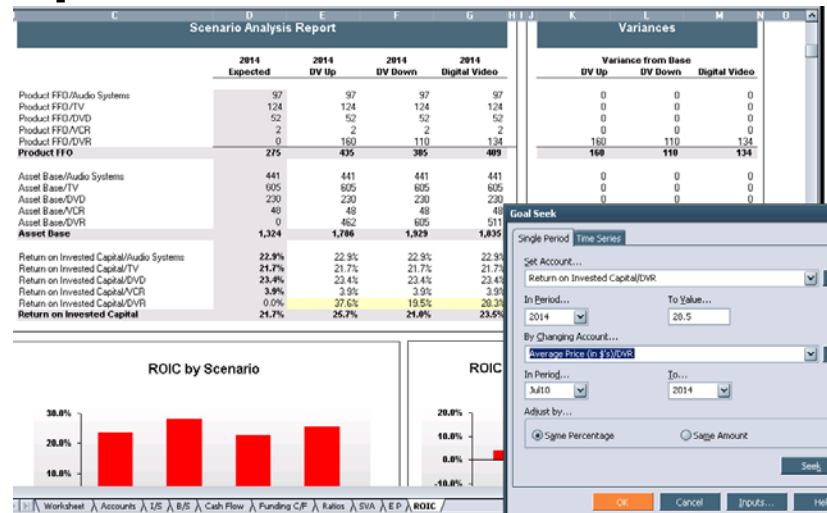 C D E F G H I J K L M N O
Scenario Analysis Report Variances
2014 2014 2014 2014 Variance from Base
Expected DV Up DV Down Digital Video DV Up DV Down Digital Video
Product FFO/Audio Systems 97 97 97 97 0 0 0
Product FFO/TV 124 124 124 124 0 0 0
Product FFO/DVD 52 52 52 52 0 0 0
Product FFO/VCR 2 2 2 2 0 0 0
Product FFO/DVR 0 160 110 134 160 110 134
Product FFO 275 435 385 409 160 110 134
Asset Base/Audio Systems 441 441 441 441 0 0 0
Asset Base/TV 605 605 605 605 0 0 0
Asset Base/DVD 230 230 230 230 0 0 0
Asset Base/VCR 48 48 48 48
Asset Base/DVR 0 462 605 511
Asset Base 1,324 1,786 1,929 1,835
Return on Invested Capital/Audio Systems 22.9% 22.9% 22.9% 22.9%
Return on Invested Capital/TV 21.7% 21.7% 21.7% 21.7%
Return on Invested Capital/DVD 23.4% 23.4% 23.4% 23.4%
Return on Invested Capital/VCR 3.9% 3.9% 3.9% 3.9%
Return on Invested Capital/DVR 0.0% 37.6% 19.5% 28.3%
Return on Invested Capital 21.7% 25.7% 21.0% 23.5%
Goal Seek
Single Period Time Series
Set Account...
Return on Invested Capital/DVR
In Period... To Value...
2014 28.5
By Changing Account...
Average Price (in $'s)/DVR
In Period... To...
Jul10 2014
Adjust by...
Same Percentage Same Amount
Seek
OK Cancel Inputs... Hel
ROIC by Scenario ROIC
30.0%
20.0%
10.0%
20.0%
10.0%
0.0%
-10.0%
Worksheet Accounts I/S B/S Cash Flow Funding C/F Ratios SVA E P ROIC